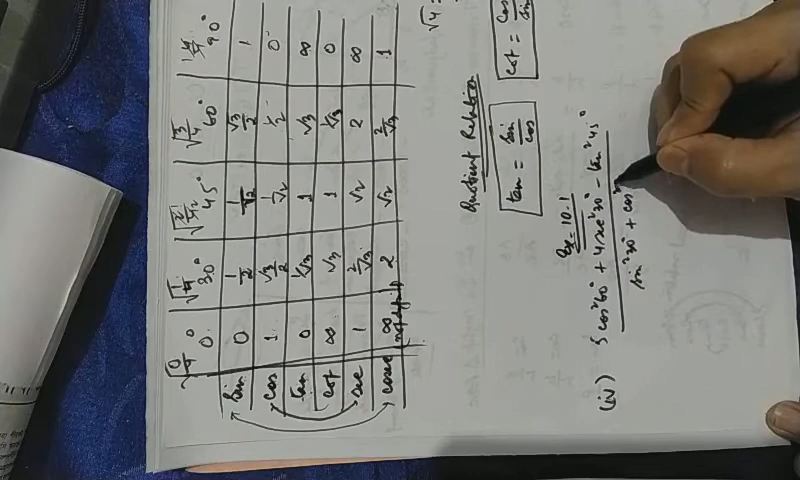 √0/4 √1/4 √2/4 √3/4 √4/4
0° 30° 45° 60° 90°
Sin 0 1/2 1/√2 √3/2 1
Cos 1 √3/2 1/√2 1/2 0
tan 0 1/√3 1 √3 ∞
cot ∞ √3 1 1/√3 0
sec 1 2/√3 √2 2 ∞
cosec ∞ 2 √2 2/√3 1
√4 =
Quotient Relation
tan = sin/cos cot = cos/sin
Ex = 10.1
(iv) 5cos²60° + 4sec²30° - tan²45°
sin²30° + cos²